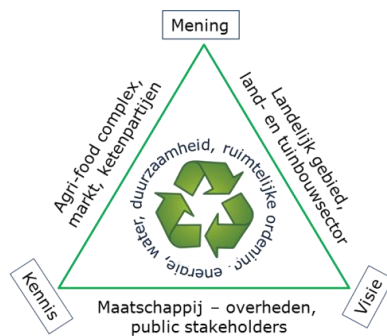 Mening
Agri-food complex,
markt, ketenpartijen
Landelijk gebied,
land- en tuinbouwsector
energie, water, duurzaamheid, ruimtelijke ordening.
Kennis
Visie
Maatschappij – overheden,
public stakeholders